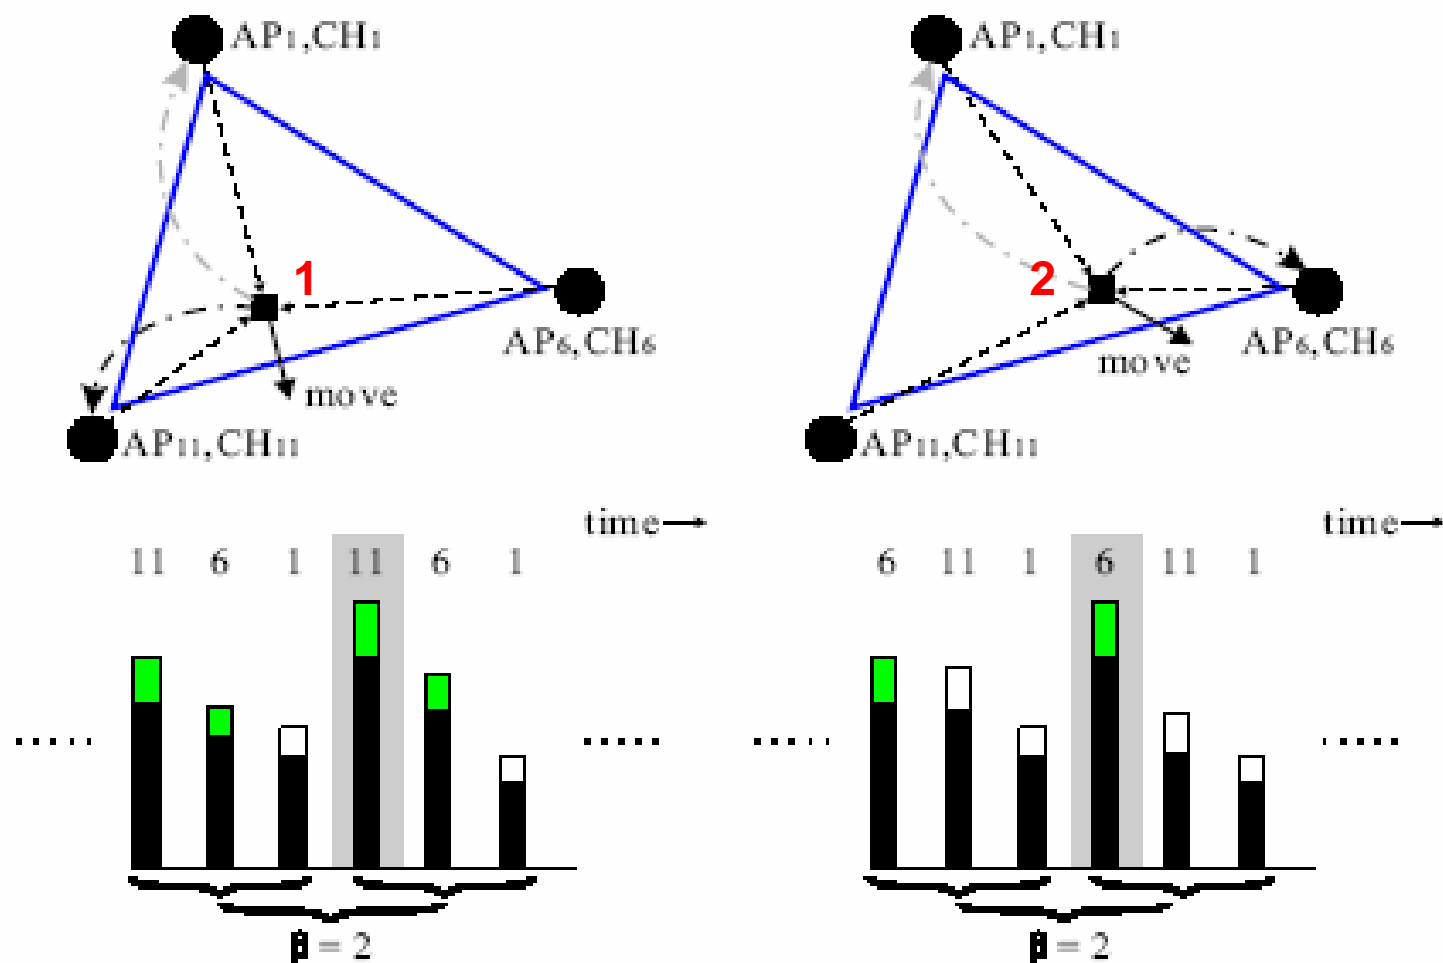 AP1,CH1
1
AP6,CH6
move
AP11,CH11
time
11 6 1 11 6 1
β = 2
AP1,CH1
2
AP6,CH6
move
AP11,CH11
time
6 11 1 6 11 1
β = 2